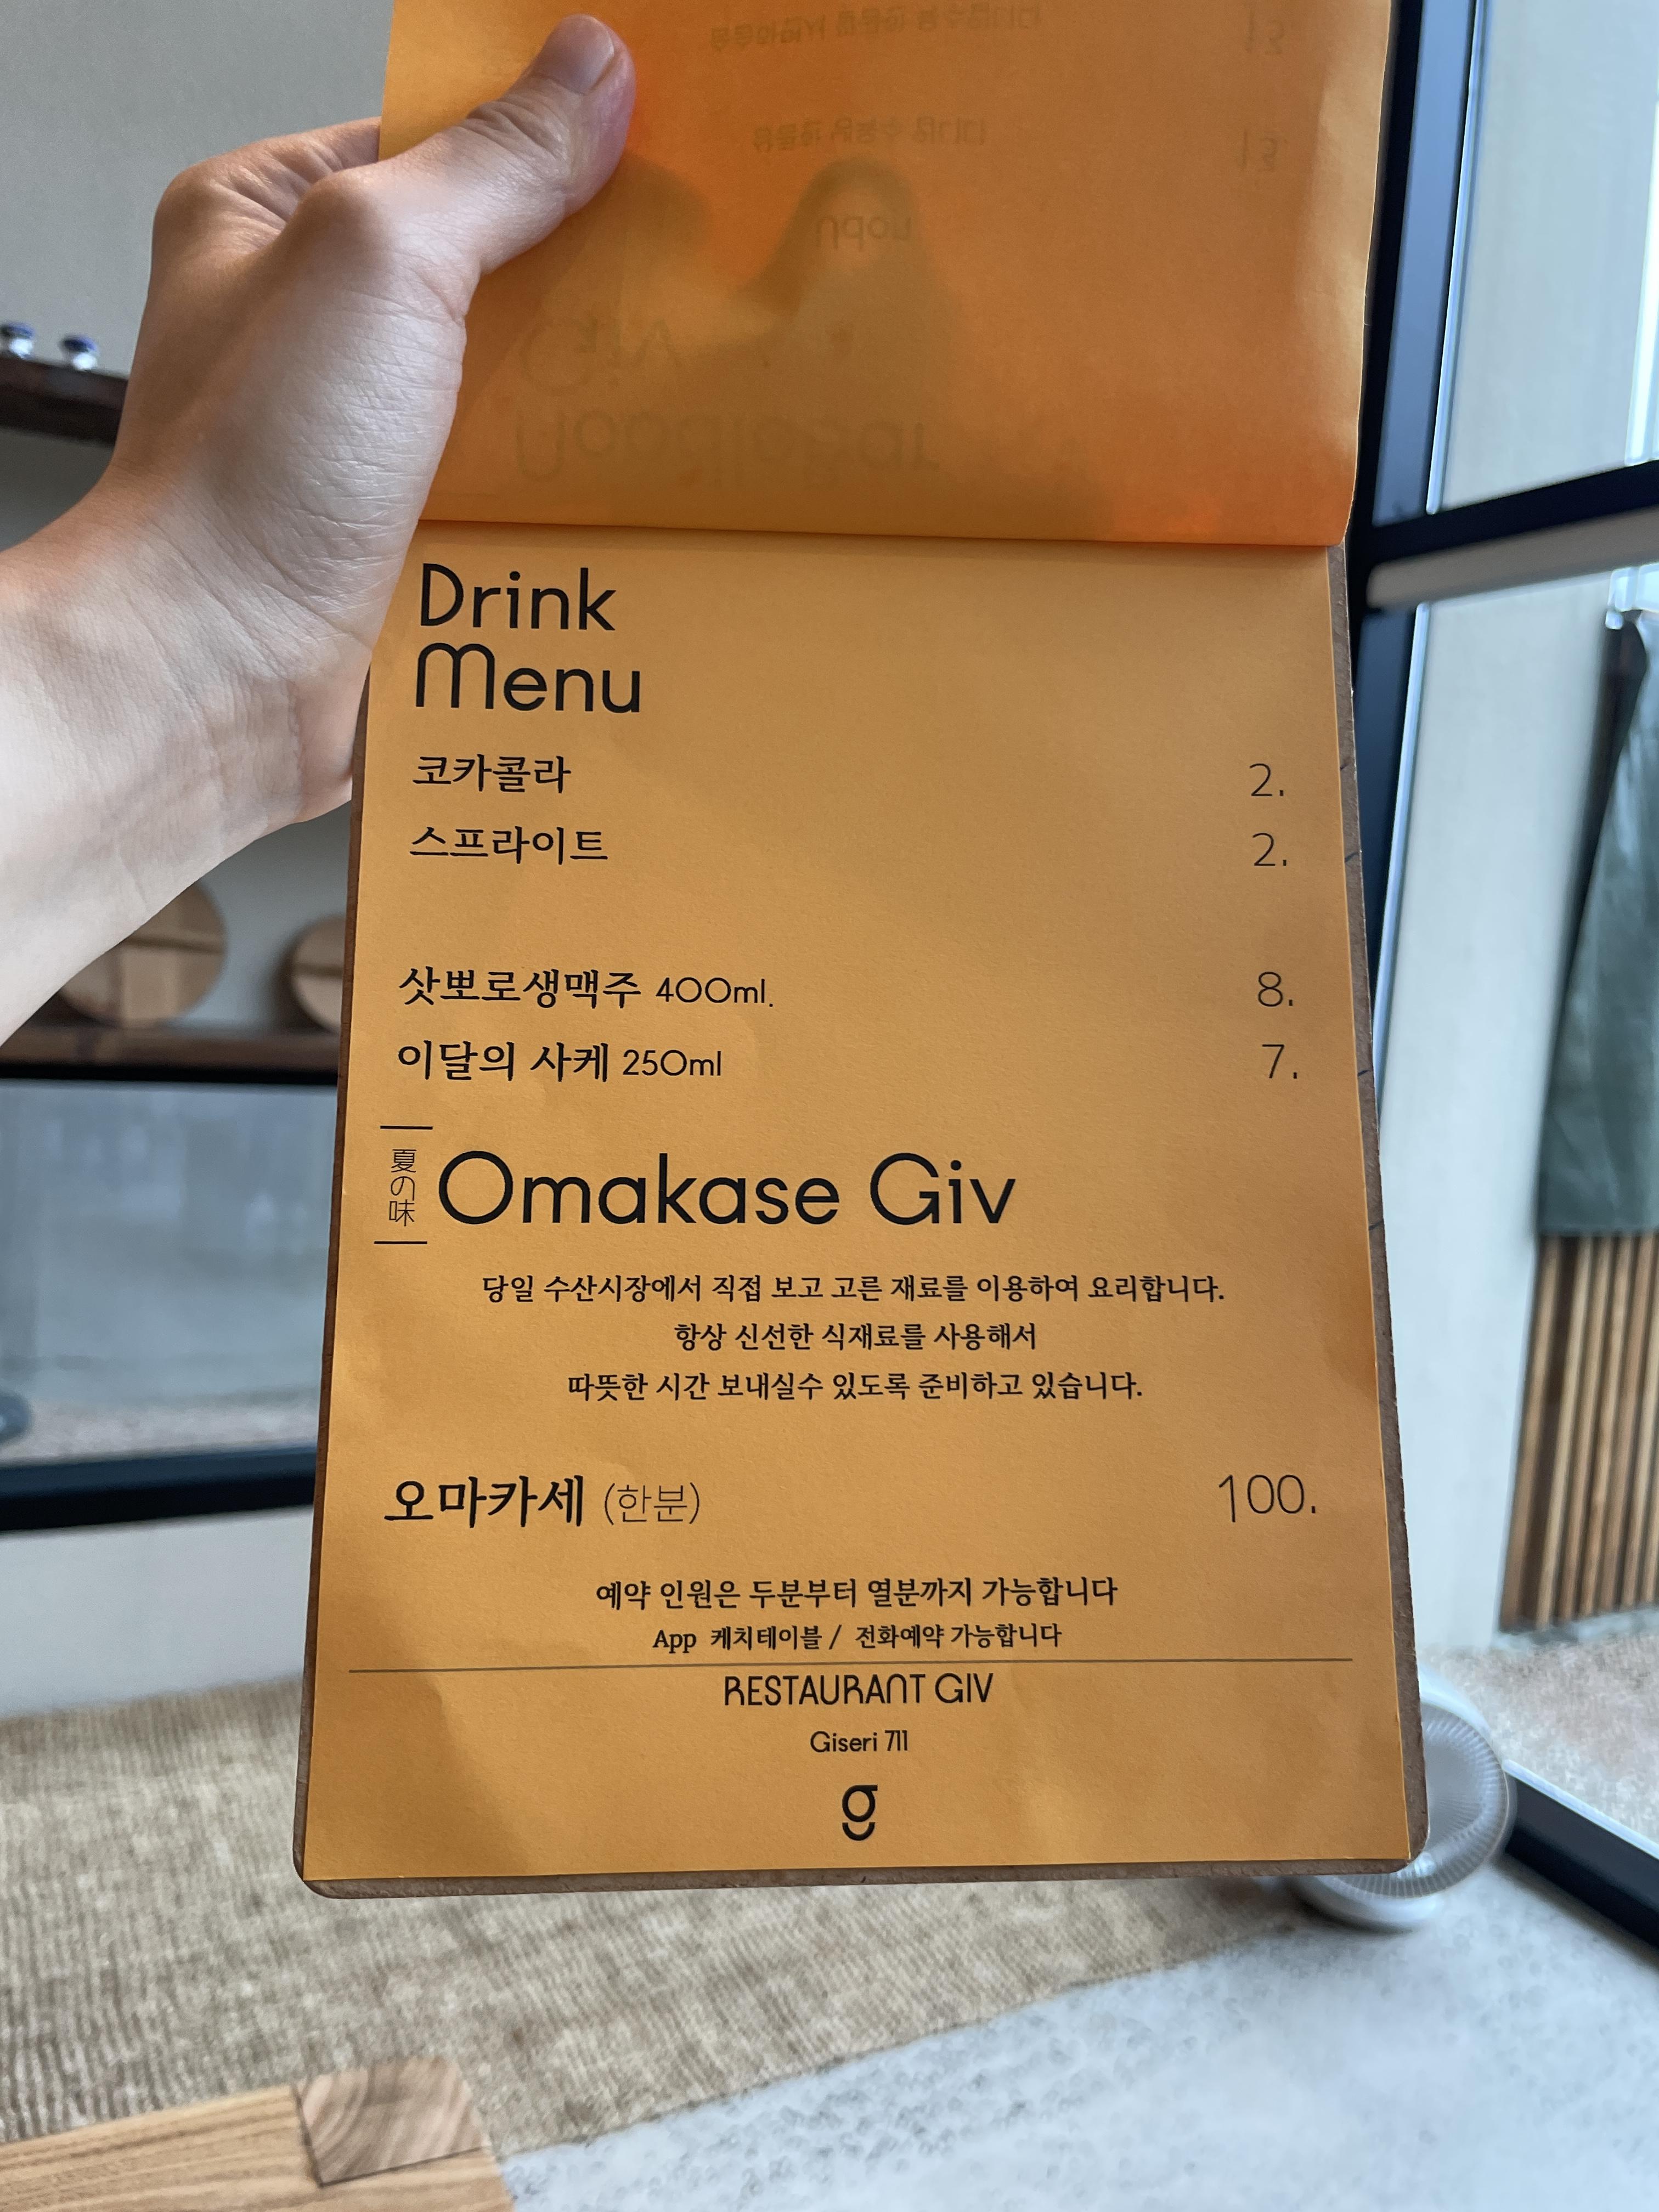 Drink
Menu
코카콜라 2.
스프라이트 2.
삿뽀로생맥주 400ml. 8.
이달의 사케 250ml 7.
夏の味
Omakase Giv
당일 수산시장에서 직접 보고 고른 재료를 이용하여 요리합니다.
항상 신선한 식재료를 사용해서
따뜻한 시간 보내실수 있도록 준비하고 있습니다.
오마카세 (한분) 100.
예약 인원은 두분부터 열분까지 가능합니다
App 케치테이블 / 전화예약 가능합니다
RESTAURANT GIV
Giseri 711
g